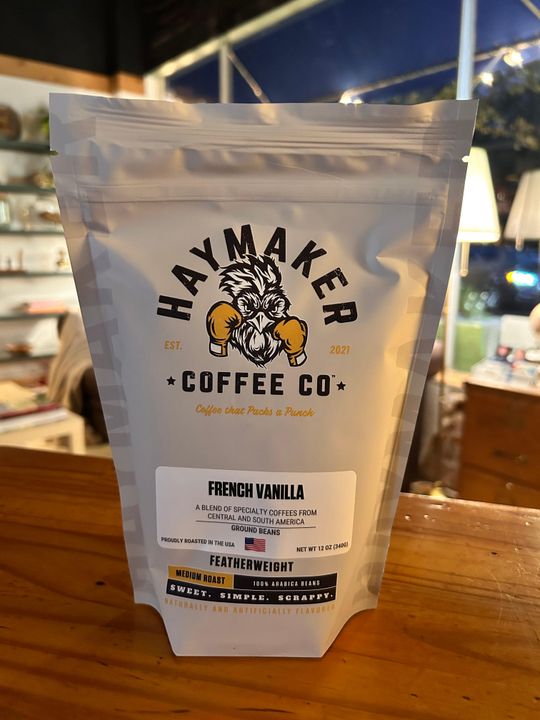 HAYMAKER
EST. 2021
COFFEE CO™
Coffee that Packs a Punch
FRENCH VANILLA
A BLEND OF SPECIALTY COFFEES FROM
CENTRAL AND SOUTH AMERICA
GROUND BEANS
PROUDLY ROASTED IN THE USA NET WT 12 OZ (340G)
FEATHERWEIGHT
MEDIUM ROAST 100% ARABICA BEANS
SWEET. SIMPLE. SCRAPPY.
NATURALLY AND ARTIFICIALLY FLAVORED